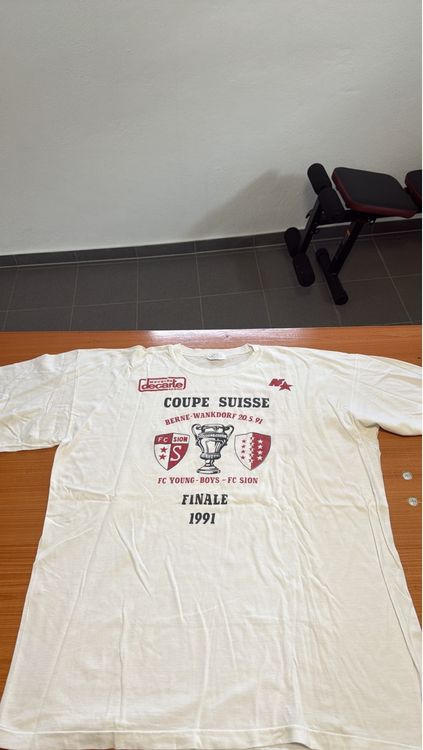 decarte
COUPE SUISSE
BERNE-WANKDORF 20.5.91
FC SION
S
FC YOUNG-BOYS - FC SION
FINALE
1991